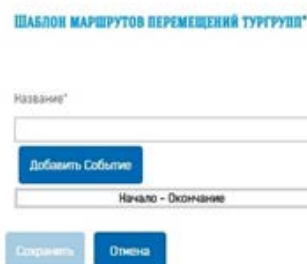 Шаблон маршрутов перемещений тургрупп"
Название*
Добавить Событие
Начало - Окончание
Сохранить Отмена